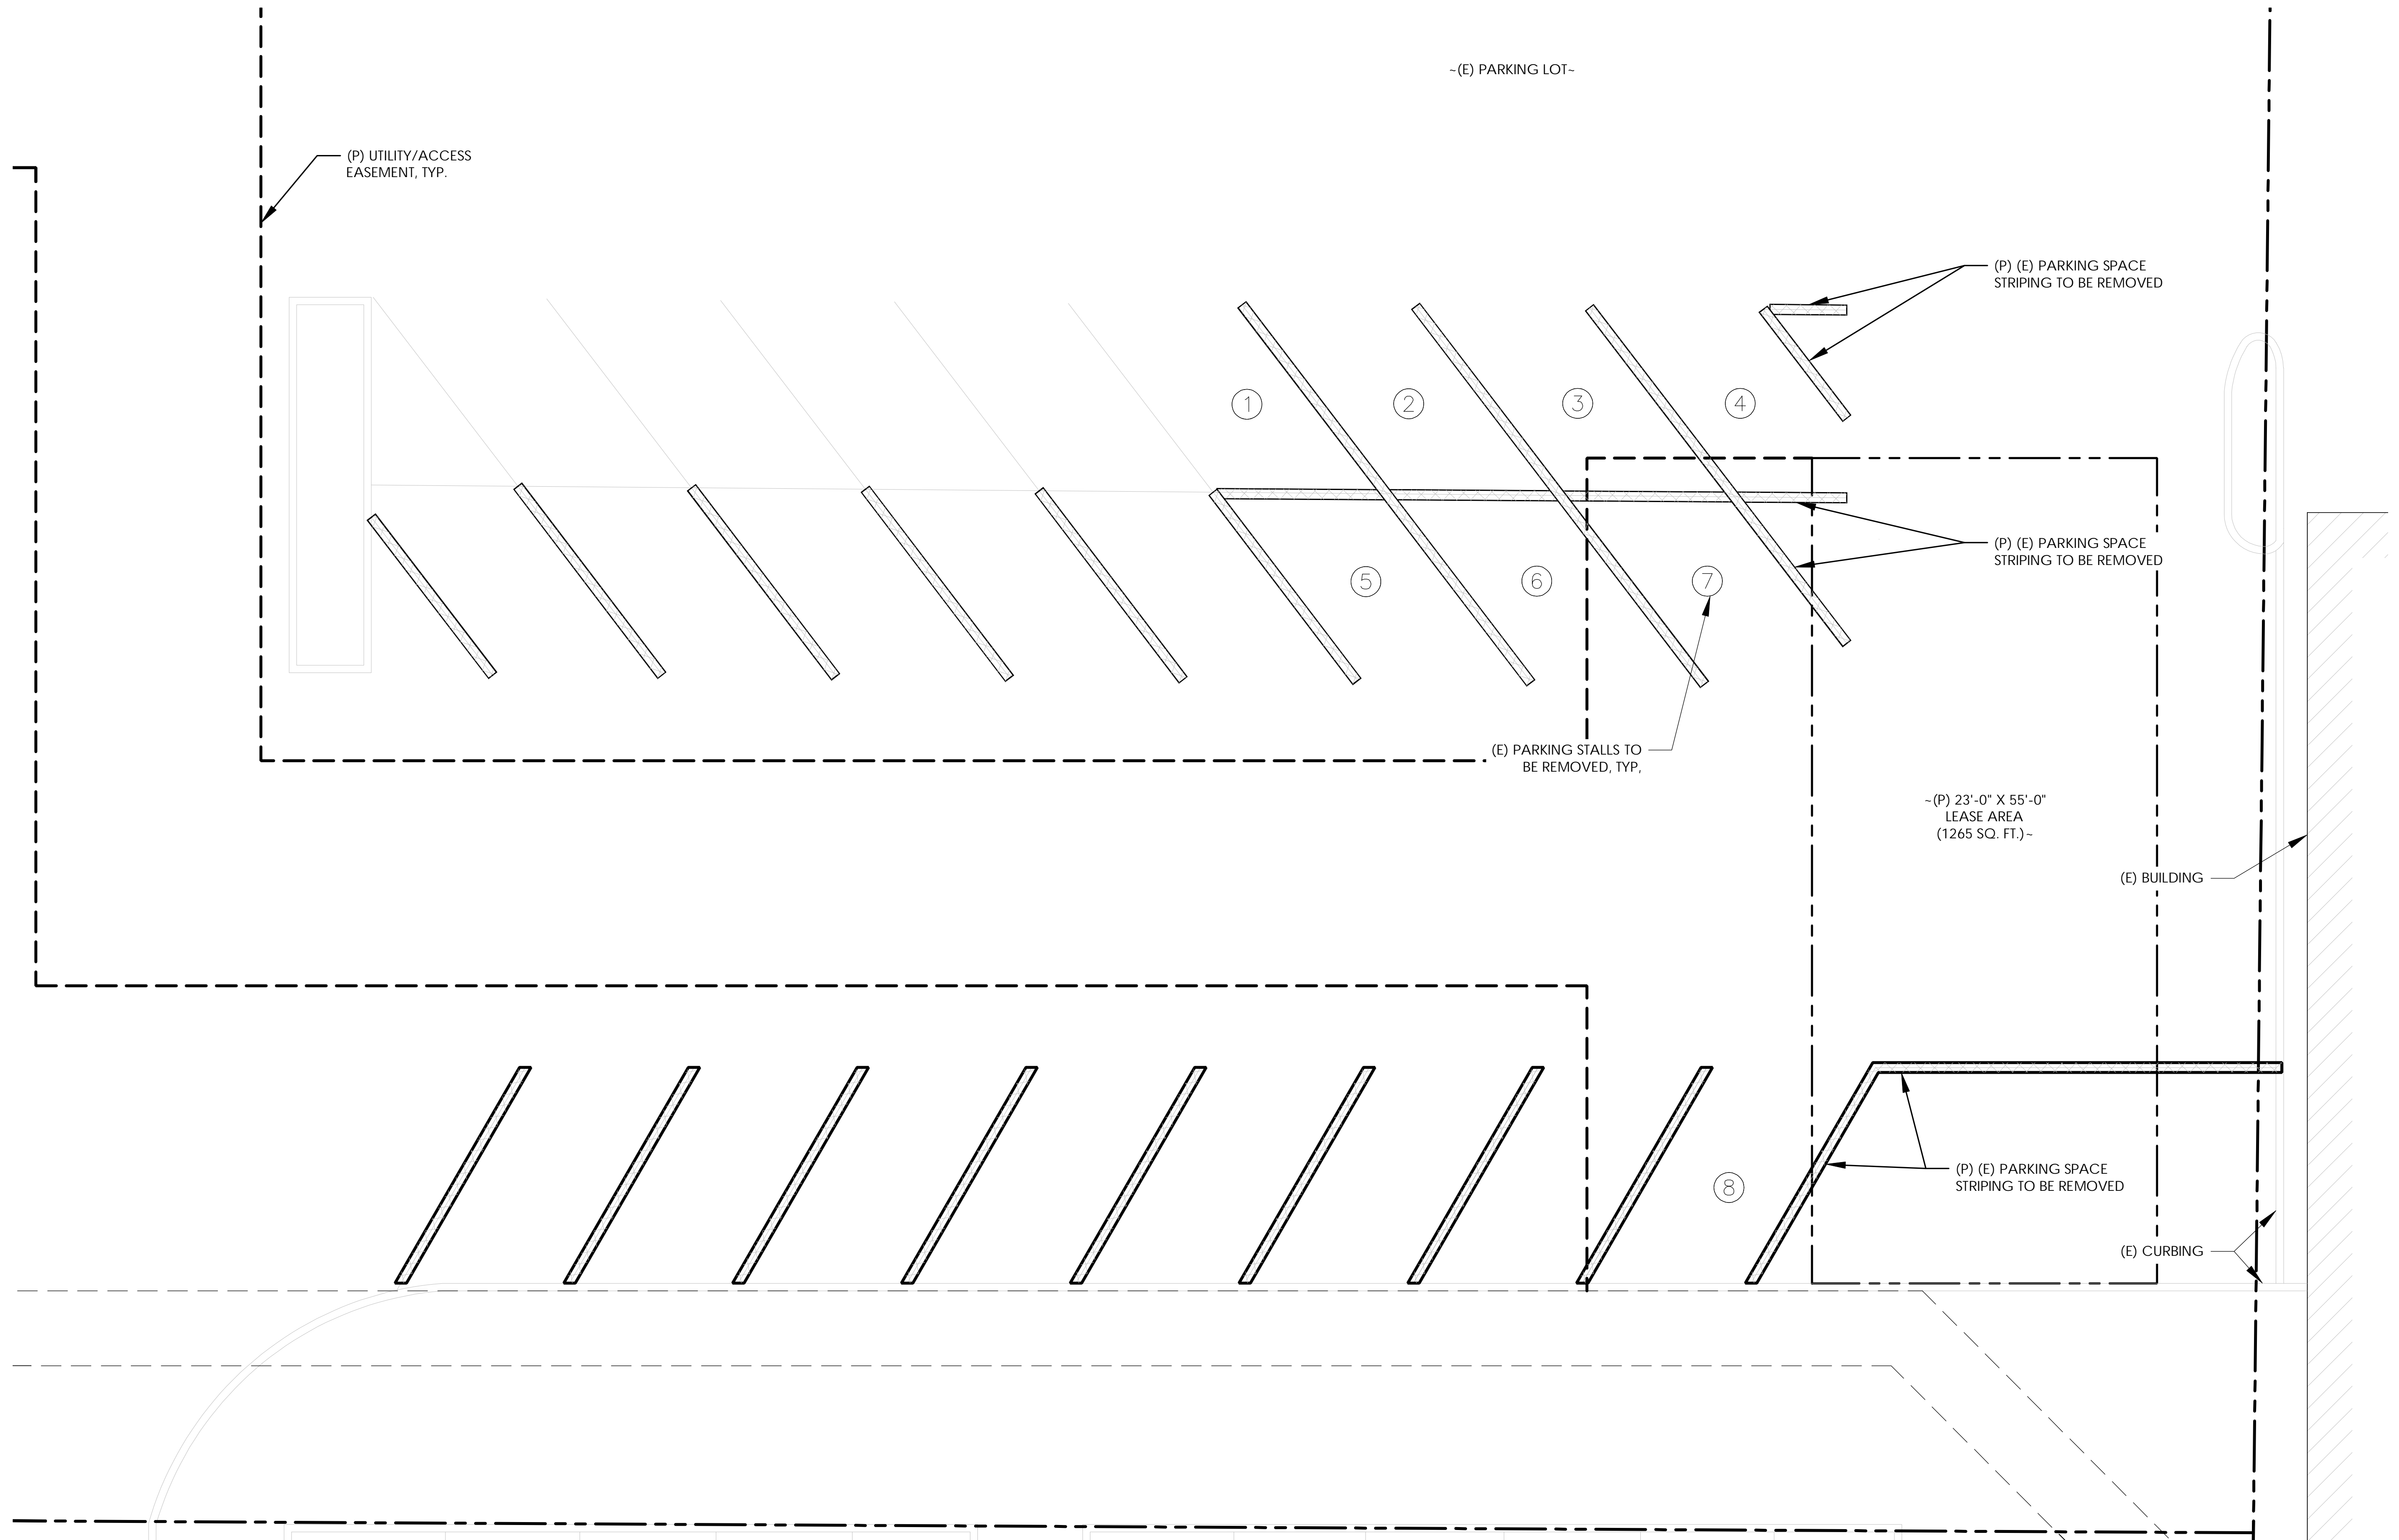 ~(E) PARKING LOT~
(P) UTILITY/ACCESS
EASEMENT, TYP.
(P) (E) PARKING SPACE
STRIPING TO BE REMOVED
1
2
3
4
(P) (E) PARKING SPACE
STRIPING TO BE REMOVED
5
6
7
(E) PARKING STALLS TO
BE REMOVED, TYP,
~(P) 23'-0" X 55'-0"
LEASE AREA
(1265 SQ. FT.)~
(E) BUILDING
(P) (E) PARKING SPACE
STRIPING TO BE REMOVED
8
(E) CURBING